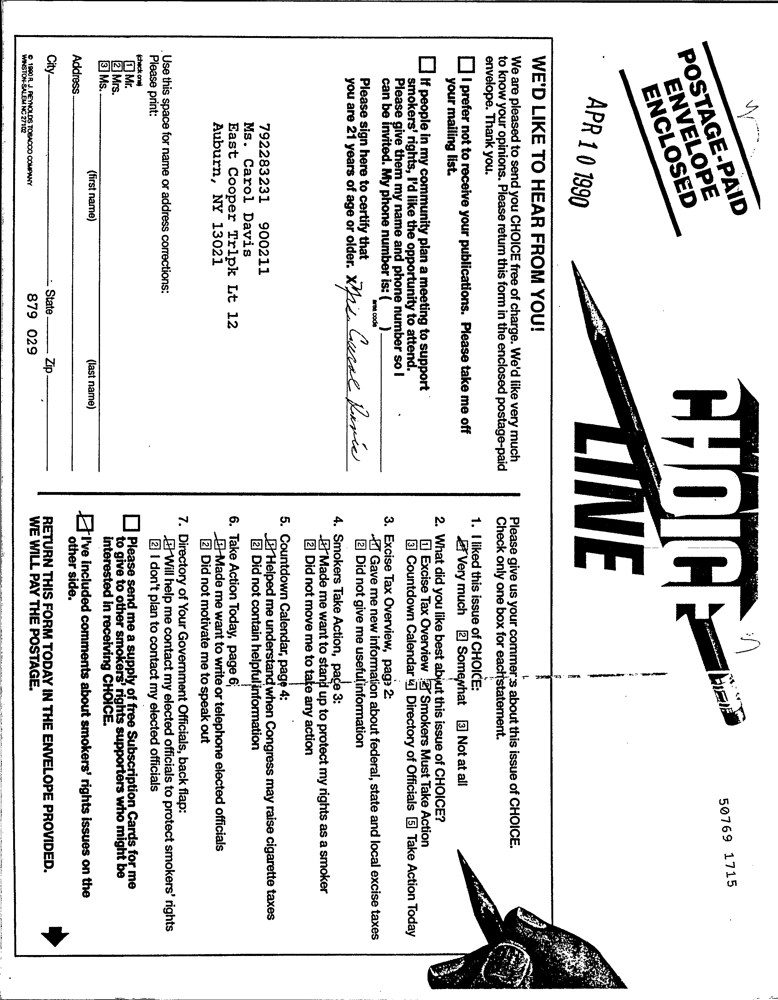 POSTAGE-PAID
ENVELOPE
ENCLOSED
APR 10 1990
CHOICE
LINE
50769 1715
WE'D LIKE TO HEAR FROM YOU!
We are pleased to send you CHOICE free of charge. We'd like very much
to know your opinions. Please return this form in the enclosed postage-paid
envelope. Thank you.
I prefer not to receive your publications. Please take me off
your mailing list.
If people in my community plan a meeting to support
smokers' rights, I'd like the opportunity to attend.
Please give them my name and phone number so I
can be invited. My phone number is: ( )
area code
Please sign here to certify that
you are 21 years of age or older. X Mrs. Carol Davis
792283231 900211
Ms. Carol Davis
East Cooper Trlpk Lt 12
Auburn, NY 13021
Use this space for name or address corrections:
Please print:
(check one)
1 Mr.
2 Mrs.
3 Ms.
(first name) (last name)
Address
City State Zip
© 1990 R. J. REYNOLDS TOBACCO COMPANY
WINSTON-SALEM NC 27102
879 029
Please give us your commer's about this issue of CHOICE.
Check only one box for each statement.
1. I liked this issue of CHOICE:
Very much 2 Somewhat 3 Not at all
2. What did you like best about this issue of CHOICE?
1 Excise Tax Overview 2 Smokers Must Take Action
3 Countdown Calendar 4 Directory of Officials 5 Take Action Today
3. Excise Tax Overview, page 2:
Gave me new information about federal, state and local excise taxes
2 Did not give me useful information
4. Smokers Take Action, page 3:
Made me want to stand up to protect my rights as a smoker
2 Did not move me to take any action
5. Countdown Calendar, page 4:
Helped me understand when Congress may raise cigarette taxes
2 Did not contain helpful information
6. Take Action Today, page 6:
Made me want to write or telephone elected officials
2 Did not motivate me to speak out
7. Directory of Your Government Officials, back flap:
Will help me contact my elected officials to protect smokers' rights
2 I don't plan to contact my elected officials
Please send me a supply of free Subscription Cards for me
to give to other smokers' rights supporters who might be
interested in receiving CHOICE.
I've included comments about smokers' rights issues on the
other side.
RETURN THIS FORM TODAY IN THE ENVELOPE PROVIDED.
WE WILL PAY THE POSTAGE.